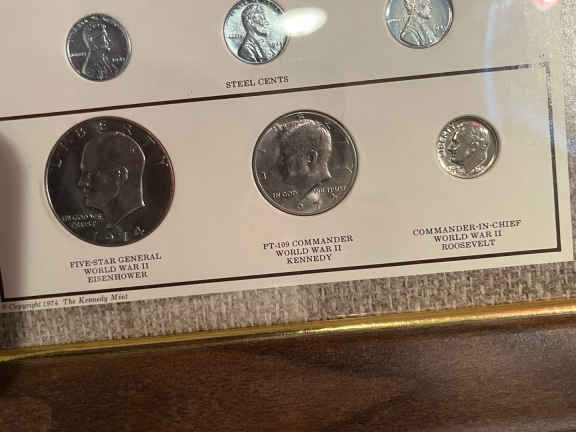 STEEL CENTS
LIBERTY
IN GOD WE
1974
FIVE-STAR GENERAL
WORLD WAR II
EISENHOWER
IN GOD WE TRUST
PT-109 COMMANDER
WORLD WAR II
KENNEDY
LIBERTY
COMMANDER-IN-CHIEF
WORLD WAR II
ROOSEVELT
© Copyright 1974 The Kennedy Mint